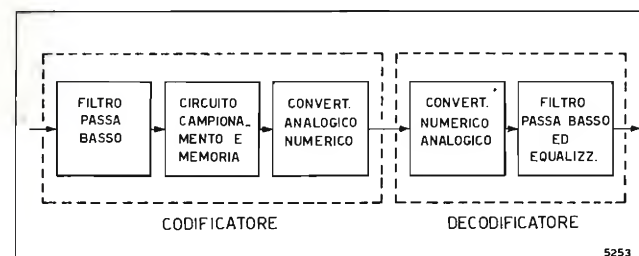 FILTRO
PASSA
BASSO
CIRCUITO
CAMPIONA-
MENTO E
MEMORIA
CONVERT.
ANALOGICO
NUMERICO
CONVERT.
NUMERICO
ANALOGICO
FILTRO
PASSA BASSO
ED
EQUALIZZ.
CODIFICATORE
DECODIFICATORE
5253